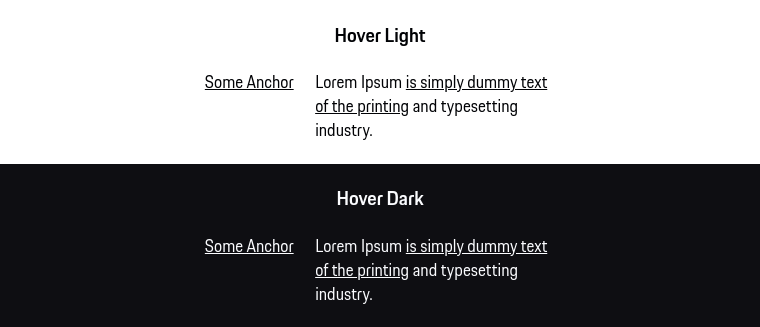 Hover Light
Some Anchor
Lorem Ipsum is simply dummy text
of the printing and typesetting
industry.
Hover Dark
Some Anchor
Lorem Ipsum is simply dummy text
of the printing and typesetting
industry.